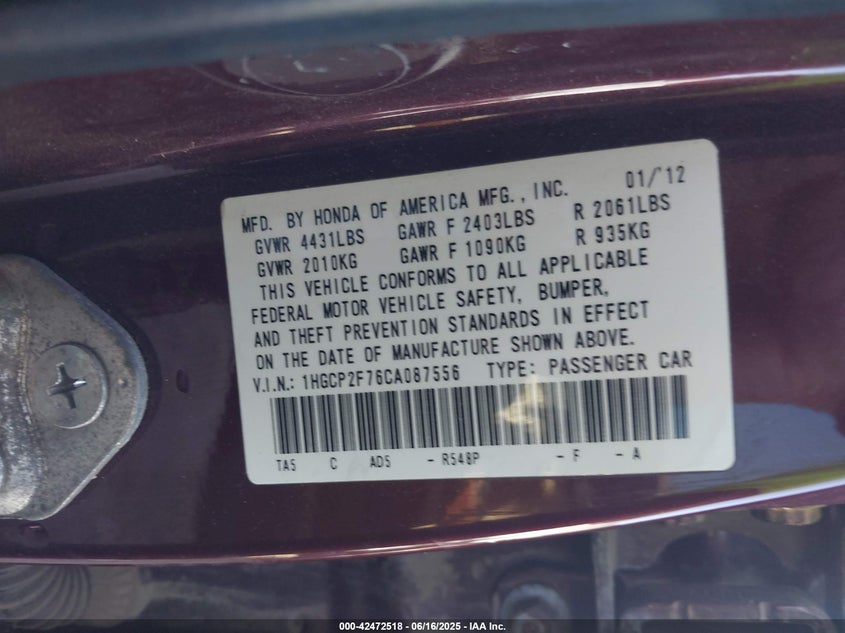 MFD. BY HONDA OF AMERICA MFG., INC. 01/'12
GVWR 4431LBS GAWR F 2403LBS R 2061LBS
GVWR 2010KG GAWR F 1090KG R 935KG
THIS VEHICLE CONFORMS TO ALL APPLICABLE
FEDERAL MOTOR VEHICLE SAFETY, BUMPER,
AND THEFT PREVENTION STANDARDS IN EFFECT
ON THE DATE OF MANUFACTURE SHOWN ABOVE.
V.I.N.: 1HGCP2F76CA087556 TYPE: PASSENGER CAR
TA5 C AD5 - R548P - F - A
000-42472518 - 06/16/2025 - IAA Inc.